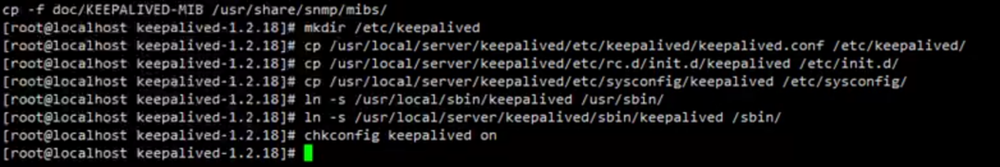 cp -f doc/KEEPALIVED-MIB /usr/share/snmp/mibs/
[root@localhost keepalived-1.2.18]# mkdir /etc/keepalived
[root@localhost keepalived-1.2.18]# cp /usr/local/server/keepalived/etc/keepalived/keepalived.conf /etc/keepalived/
[root@localhost keepalived-1.2.18]# cp /usr/local/server/keepalived/etc/rc.d/init.d/keepalived /etc/init.d/
[root@localhost keepalived-1.2.18]# cp /usr/local/server/keepalived/etc/sysconfig/keepalived /etc/sysconfig/
[root@localhost keepalived-1.2.18]# ln -s /usr/local/sbin/keepalived /usr/sbin/
[root@localhost keepalived-1.2.18]# ln -s /usr/local/server/keepalived/sbin/keepalived /sbin/
[root@localhost keepalived-1.2.18]# chkconfig keepalived on
[root@localhost keepalived-1.2.18]#